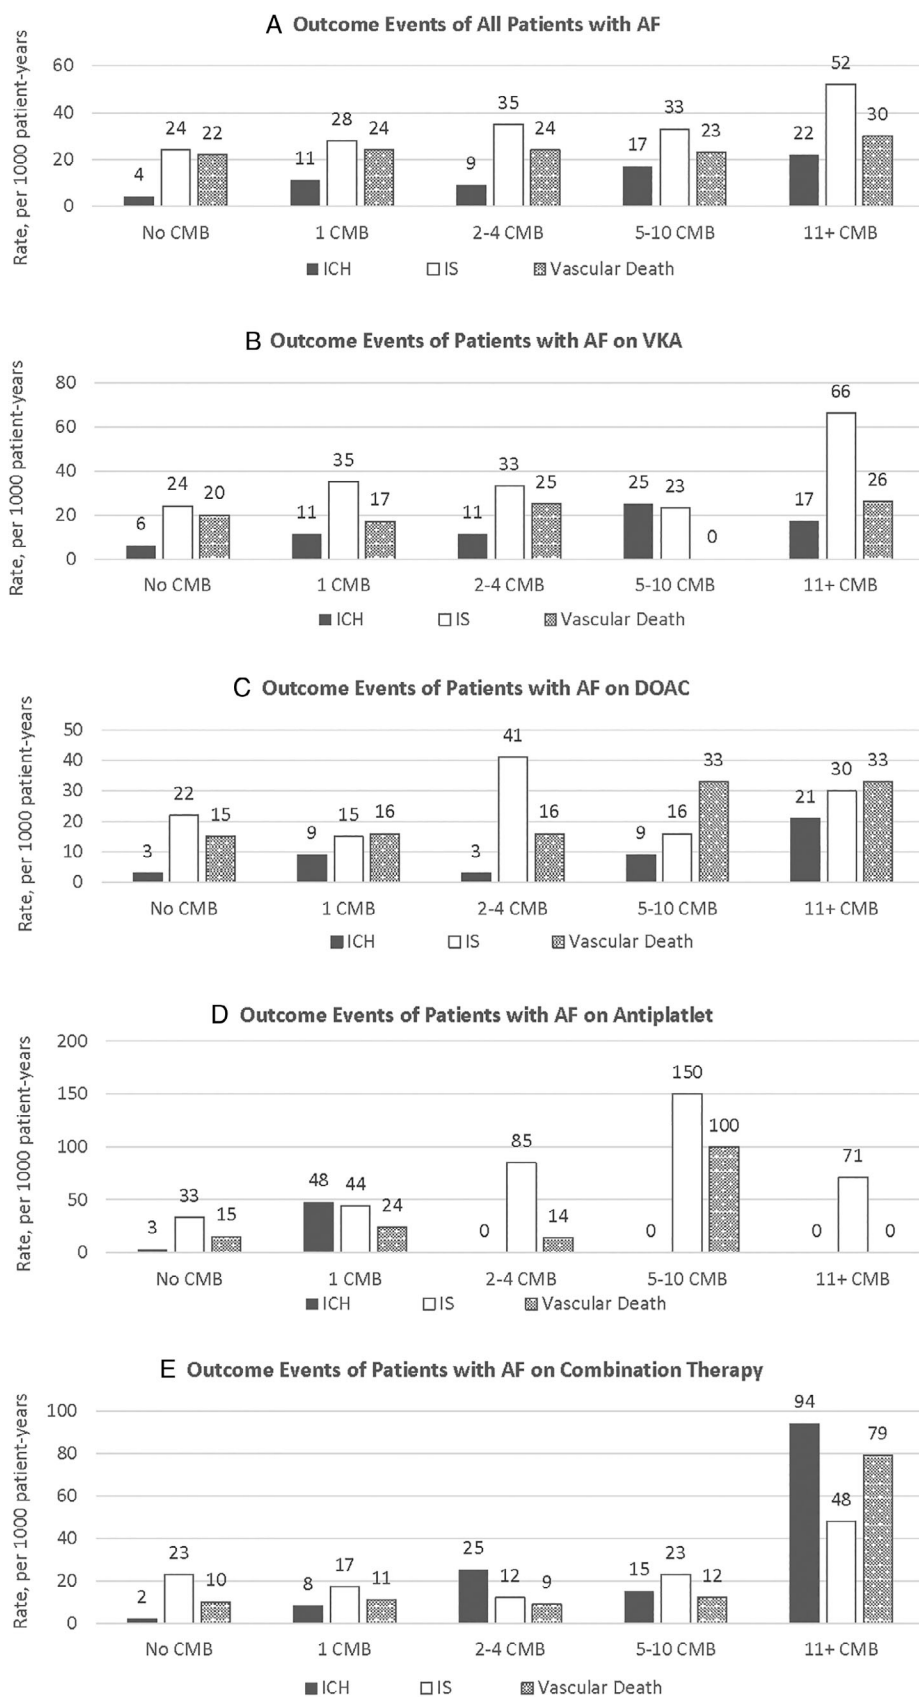 A Outcome Events of All Patients with AF
Rate, per 1000 patient-years
60
40
20
0
4 24 22
11 28 24
9 35 24
17 33 23
22 52 30
No CMB 1 CMB 2-4 CMB 5-10 CMB 11+ CMB
ICH IS Vascular Death
B Outcome Events of Patients with AF on VKA
Rate, per 1000 patient-years
80
60
40
20
0
6 24 20
11 35 17
11 33 25
25 23 0
17 66 26
No CMB 1 CMB 2-4 CMB 5-10 CMB 11+ CMB
ICH IS Vascular Death
C Outcome Events of Patients with AF on DOAC
Rate, per 1000 patient-years
50
40
30
20
10
0
3 22 15
9 15 16
3 41 16
9 16 33
21 30 33
No CMB 1 CMB 2-4 CMB 5-10 CMB 11+ CMB
ICH IS Vascular Death
D Outcome Events of Patients with AF on Antiplatlet
Rate, per 1000 patient-years
200
150
100
50
0
3 33 15
48 44 24
0 85 14
0 150 100
0 71 0
No CMB 1 CMB 2-4 CMB 5-10 CMB 11+ CMB
ICH IS Vascular Death
E Outcome Events of Patients with AF on Combination Therapy
Rate, per 1000 patient-years
100
80
60
40
20
0
2 23 10
8 17 11
25 12 9
15 23 12
94 48 79
No CMB 1 CMB 2-4 CMB 5-10 CMB 11+ CMB
ICH IS Vascular Death